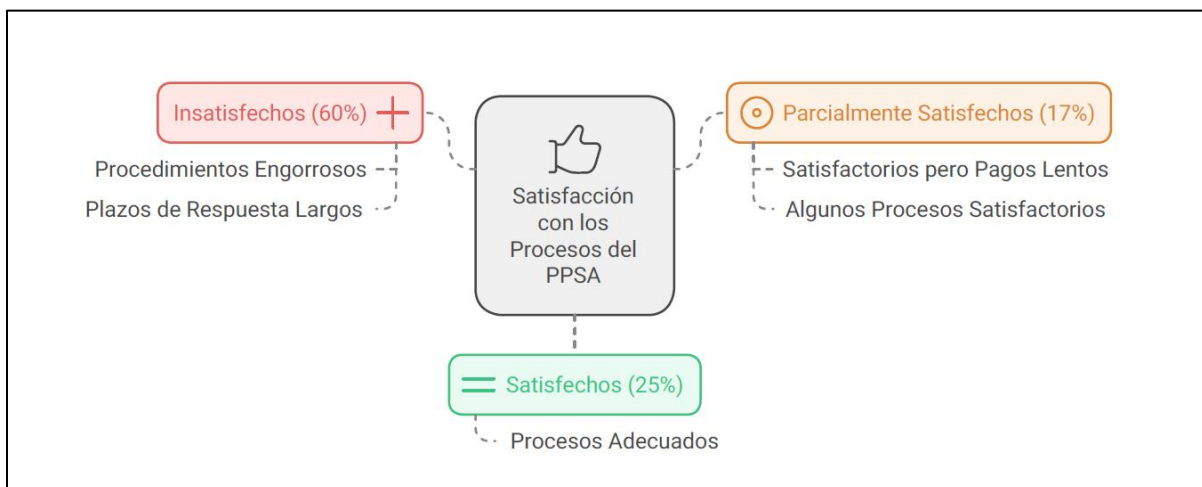 Insatisfechos (60%)
Procedimientos Engorrosos
Plazos de Respuesta Largos
Satisfacción
con los
Procesos del
PPSA
Parcialmente Satisfechos (17%)
Satisfactorios pero Pagos Lentos
Algunos Procesos Satisfactorios
Satisfechos (25%)
Procesos Adecuados